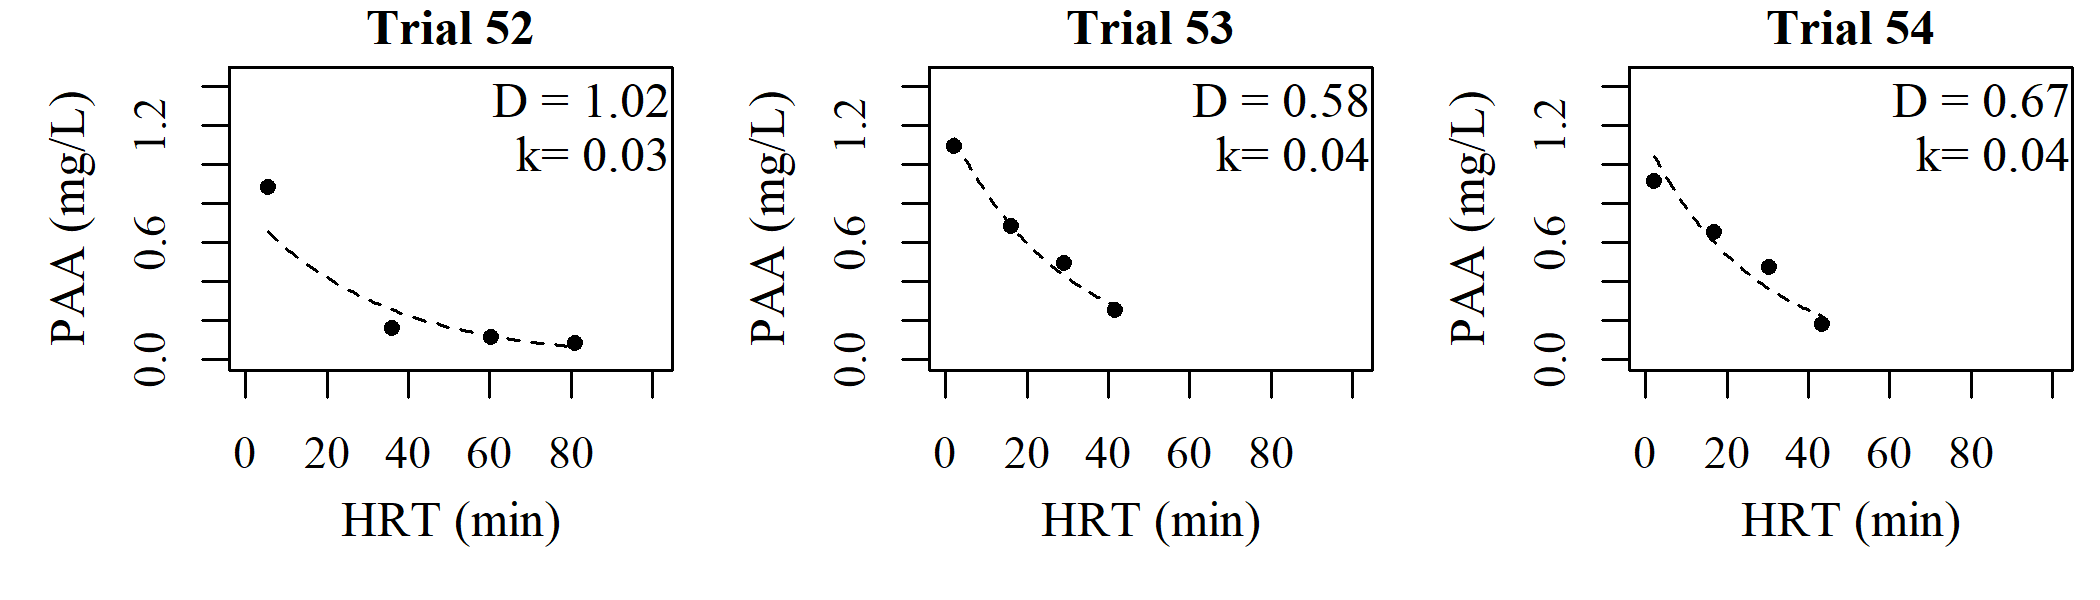 Trial 52
D = 1.02
k= 0.03
PAA (mg/L)
0.0 0.6 1.2
0 20 40 60 80
HRT (min)
Trial 53
D = 0.58
k= 0.04
PAA (mg/L)
0.0 0.6 1.2
0 20 40 60 80
HRT (min)
Trial 54
D = 0.67
k= 0.04
PAA (mg/L)
0.0 0.6 1.2
0 20 40 60 80
HRT (min)